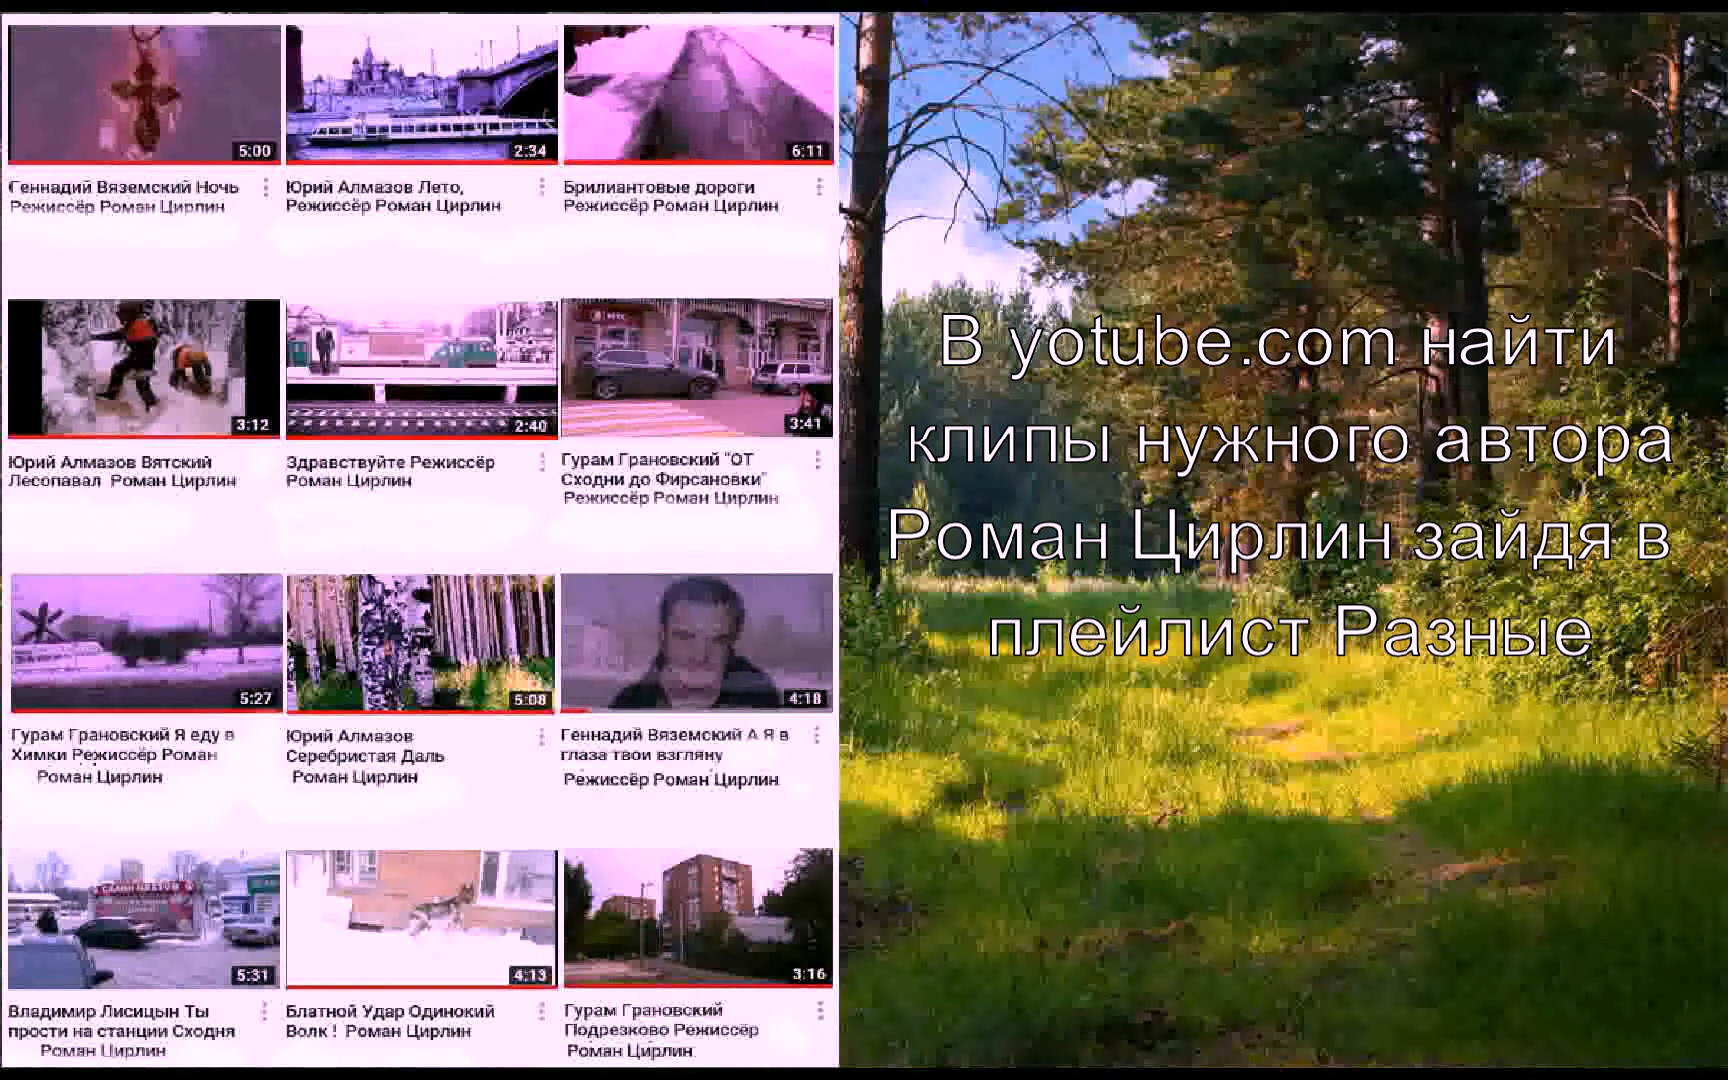 5:00
2:34
6:11
Геннадий Вяземский Ночь
Режиссёр Роман Цирлин
Юрий Алмазов Лето,
Режиссёр Роман Цирлин
Брилиантовые дороги
Режиссёр Роман Цирлин
3:12
2:40
МТС
3:41
Юрий Алмазов Вятский
Лесопавал Роман Цирлин
Здравствуйте Режиссёр
Роман Цирлин
Гурам Грановский "ОТ
Сходни до Фирсановки"
Режиссёр Роман Цирлин
5:27
5:08
4:18
Гурам Грановский Я еду в
Химки Режиссёр Роман
Роман Цирлин
Юрий Алмазов
Серебристая Даль
Роман Цирлин
Геннадий Вяземский А Я в
глаза твои взгляну
Режиссёр Роман Цирлин
5:31
4:13
3:16
Владимир Лисицын Ты
прости на станции Сходня
Роман Цирлин
Блатной Удар Одинокий
Волк ! Роман Цирлин
Гурам Грановский
Подрезково Режиссёр
Роман Цирлин
В yotube.com найти
клипы нужного автора
Роман Цирлин зайдя в
плейлист Разные